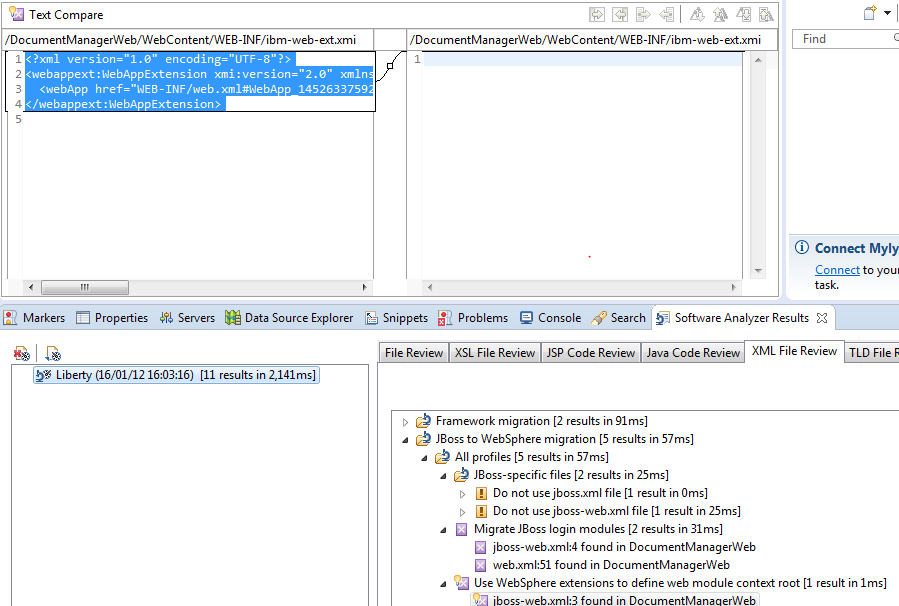 Text Compare
/DocumentManagerWeb/WebContent/WEB-INF/ibm-web-ext.xmi
/DocumentManagerWeb/WebContent/WEB-INF/ibm-web-ext.xmi
1 <?xml version="1.0" encoding="UTF-8"?>
2 <webappext:WebAppExtension xmi:version="2.0" xmlns
3 <webApp href="WEB-INF/web.xml#WebApp_14526337592
4 </webappext:WebAppExtension>
5
1
Find
Connect Myly
Connect to your
task.
Markers Properties Servers Data Source Explorer Snippets Problems Console Search Software Analyzer Results
Liberty (16/01/12 16:03:16) [11 results in 2,141ms]
File Review XSL File Review JSP Code Review Java Code Review XML File Review TLD File R
Framework migration [2 results in 91ms]
JBoss to WebSphere migration [5 results in 57ms]
All profiles [5 results in 57ms]
JBoss-specific files [2 results in 25ms]
Do not use jboss.xml file [1 result in 0ms]
Do not use jboss-web.xml file [1 result in 25ms]
Migrate JBoss login modules [2 results in 31ms]
jboss-web.xml:4 found in DocumentManagerWeb
web.xml:51 found in DocumentManagerWeb
Use WebSphere extensions to define web module context root [1 result in 1ms]
jboss-web.xml:3 found in DocumentManagerWeb